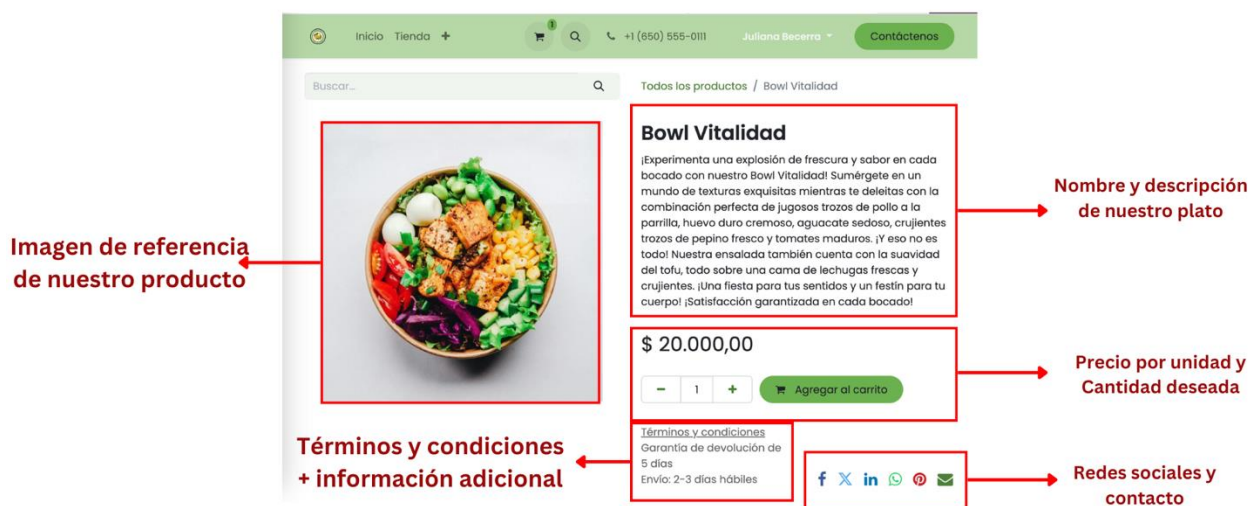 1
Inicio Tienda +
+1 (650) 555-0111
Juliana Becerra
Contáctenos
Buscar...
Todos los productos / Bowl Vitalidad
Bowl Vitalidad
¡Experimenta una explosión de frescura y sabor en cada
bocado con nuestro Bowl Vitalidad! Sumérgete en un
mundo de texturas exquisitas mientras te deleitas con la
combinación perfecta de jugosos trozos de pollo a la
parrilla, huevo duro cremoso, aguacate sedoso, crujientes
trozos de pepino fresco y tomates maduros. ¡Y eso no es
todo! Nuestra ensalada también cuenta con la suavidad
del tofu, todo sobre una cama de lechugas frescas y
crujientes. ¡Una fiesta para tus sentidos y un festín para tu
cuerpo! ¡Satisfacción garantizada en cada bocado!
Nombre y descripción
de nuestro plato
Imagen de referencia
de nuestro producto
$ 20.000,00
- 1 +
Agregar al carrito
Precio por unidad y
Cantidad deseada
Términos y condiciones
+ información adicional
Términos y condiciones
Garantía de devolución de
5 días
Envío: 2-3 días hábiles
Redes sociales y
contacto